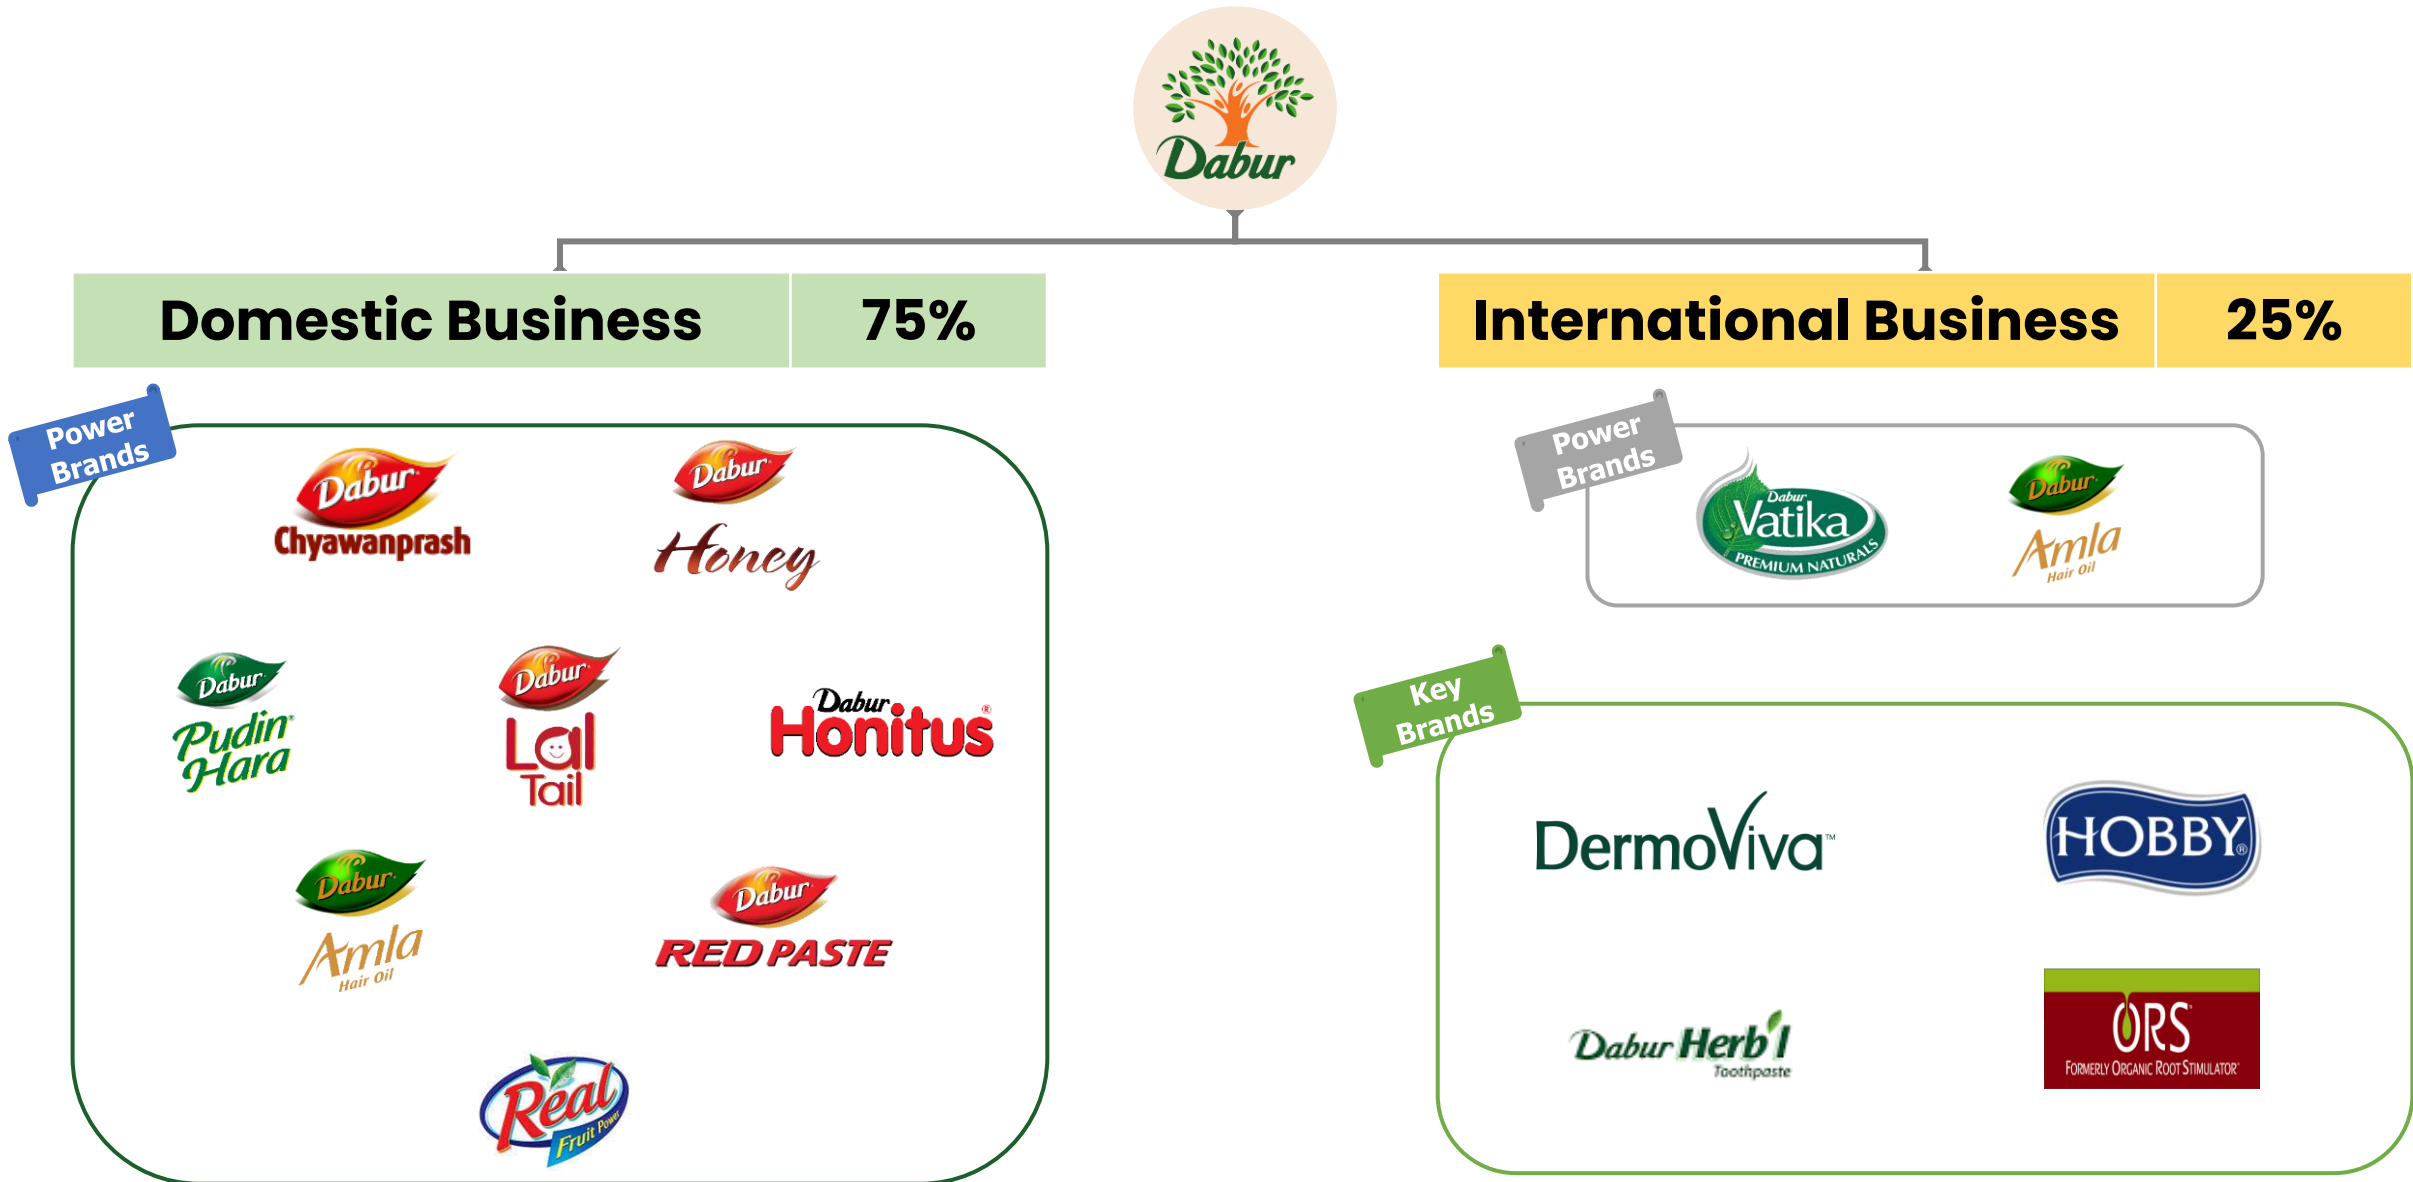 Dabur
Domestic Business 75%
International Business 25%
Power
Brands
Dabur
Chyawanprash
Dabur
Honey
Dabur
Pudin
Hara
Dabur
Lal
Tail
Dabur
Honitus®
Dabur
Amla
Hair Oil
Dabur
RED PASTE
Réal
Fruit Power
Power
Brands
Dabur
Vatika
PREMIUM NATURALS
Dabur
Amla
Hair Oil
Key
Brands
DermoViva™
HOBBY®
Dabur Herb'l
Toothpaste
ORS
FORMERLY ORGANIC ROOT STIMULATOR